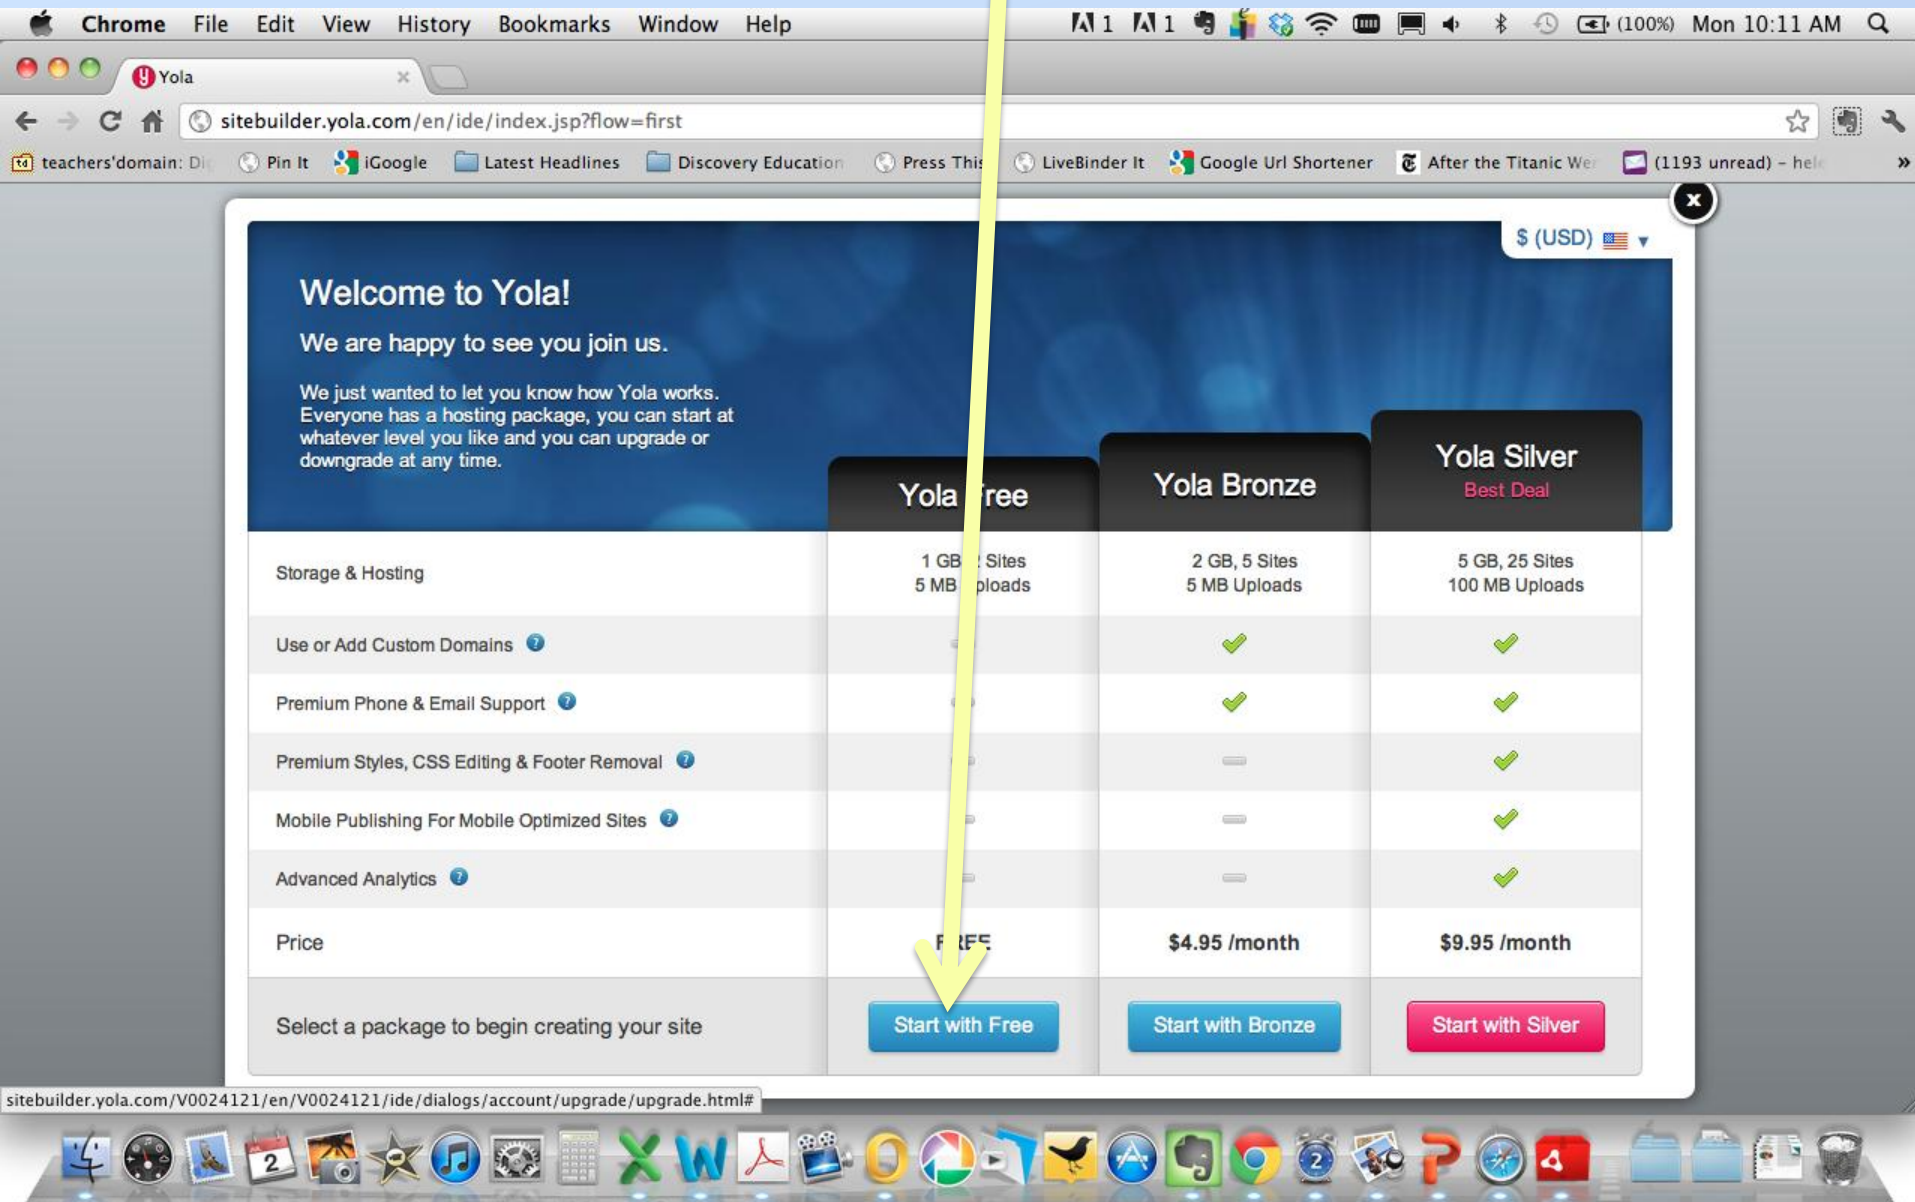 Chrome File Edit View History Bookmarks Window Help 1 1 (100%) Mon 10:11 AM
Yola
sitebuilder.yola.com/en/ide/index.jsp?flow=first
teachers'domain: Di Pin It iGoogle Latest Headlines Discovery Education Press This LiveBinder It Google Url Shortener After the Titanic We (1193 unread) – hel »
$ (USD)
Welcome to Yola!
We are happy to see you join us.
We just wanted to let you know how Yola works.
Everyone has a hosting package, you can start at
whatever level you like and you can upgrade or
downgrade at any time.
Yola Free Yola Bronze Yola Silver
Best Deal
Storage & Hosting
1 GB, Sites 2 GB, 5 Sites 5 GB, 25 Sites
5 MB Uploads 5 MB Uploads 100 MB Uploads
Use or Add Custom Domains ?
Premium Phone & Email Support ?
Premium Styles, CSS Editing & Footer Removal ?
Mobile Publishing For Mobile Optimized Sites ?
Advanced Analytics ?
Price FREE $4.95 /month $9.95 /month
Select a package to begin creating your site Start with Free Start with Bronze Start with Silver
sitebuilder.yola.com/V0024121/en/V0024121/ide/dialogs/account/upgrade/upgrade.html#
2 2